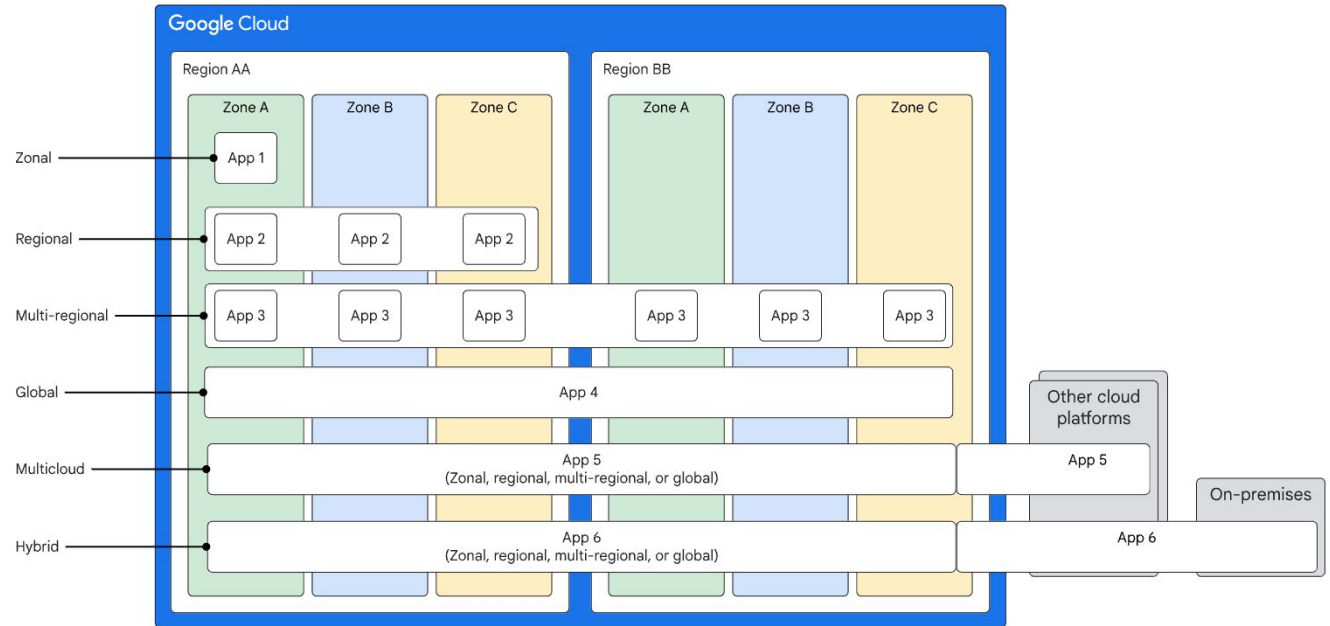 Google Cloud
Region AA
Region BB
Zone A
Zone B
Zone C
Zone A
Zone B
Zone C
Zonal
App 1
Regional
App 2
App 2
App 2
Multi-regional
App 3
App 3
App 3
App 3
App 3
App 3
Global
App 4
Other cloud
platforms
Multicloud
App 5
(Zonal, regional, multi-regional, or global)
App 5
On-premises
Hybrid
App 6
(Zonal, regional, multi-regional, or global)
App 6